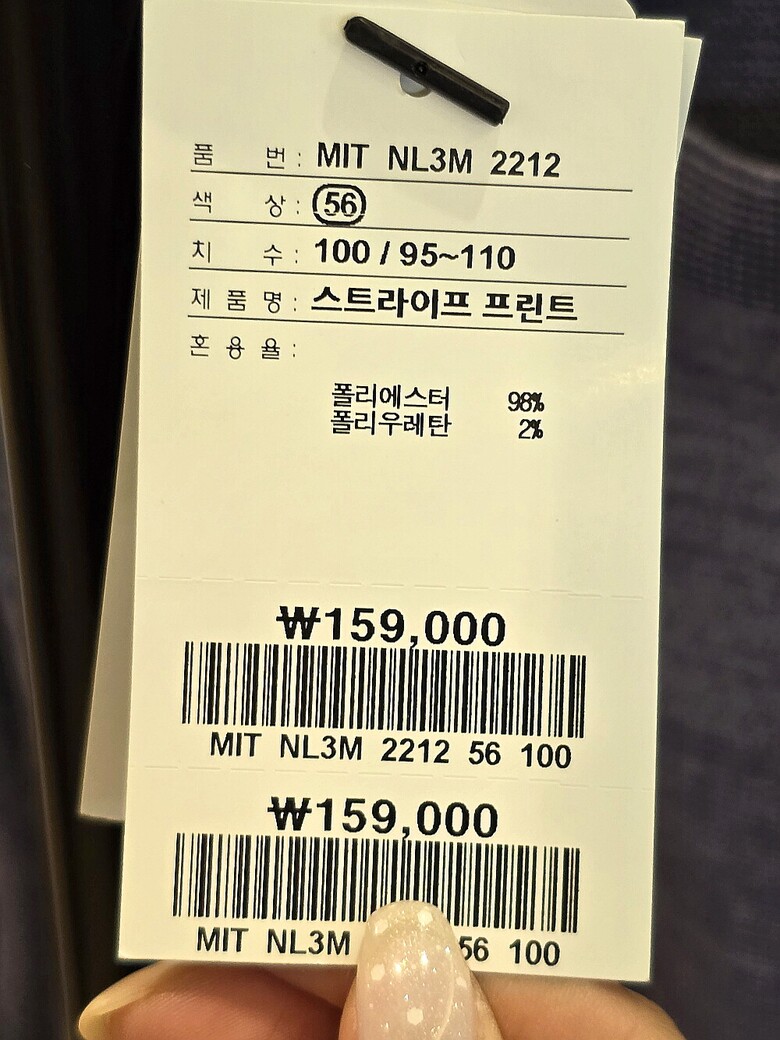 품 번 : MIT NL3M 2212
색 상 : 56
치 수 : 100 / 95~110
제 품 명 : 스트라이프 프린트
혼 용 율 :
폴리에스터 98%
폴리우레탄 2%
₩159,000
MIT NL3M 2212 56 100
₩159,000
MIT NL3M 56 100